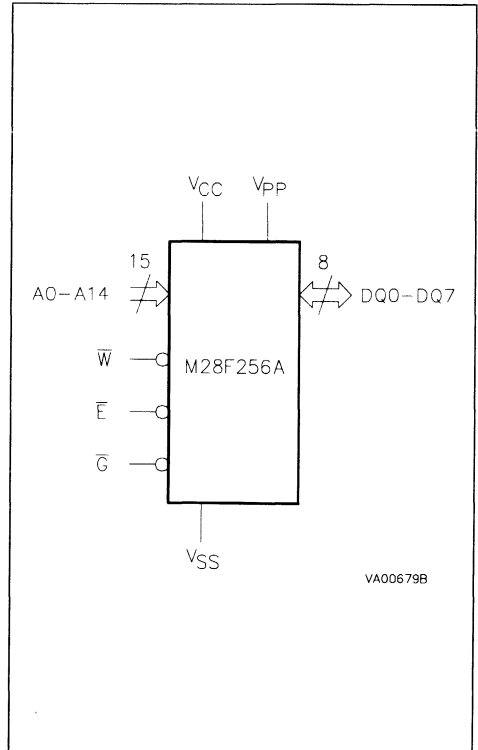 VCC VPP
15 8
A0-A14 DQ0-DQ7
W̅
M28F256A
E̅
G̅
VSS
VA00679B